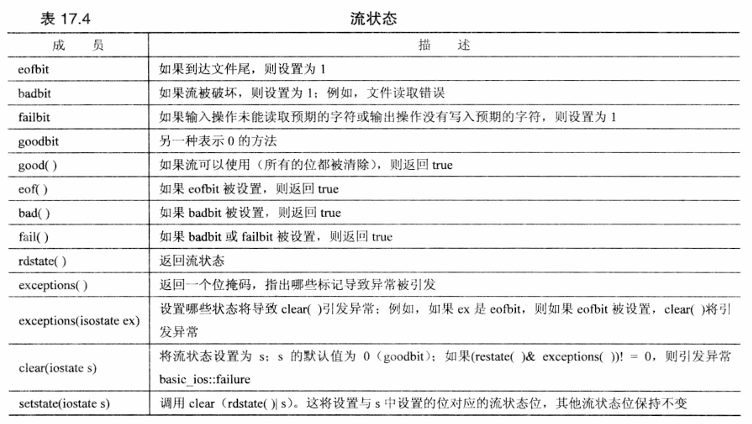 表 17.4 流状态
成 员 描 述
eofbit 如果到达文件尾，则设置为 1
badbit 如果流被破坏，则设置为 1；例如，文件读取错误
failbit 如果输入操作未能读取预期的字符或输出操作没有写入预期的字符，则设置为 1
goodbit 另一种表示 0 的方法
good( ) 如果流可以使用（所有的位都被清除），则返回 true
eof( ) 如果 eofbit 被设置，则返回 true
bad( ) 如果 badbit 被设置，则返回 true
fail( ) 如果 badbit 或 failbit 被设置，则返回 true
rdstate( ) 返回流状态
exceptions( ) 返回一个位掩码，指出哪些标记导致异常被引发
exceptions(isostate ex) 设置哪些状态将导致 clear( )引发异常；例如，如果 ex 是 eofbit，则如果 eofbit 被设置，clear( )将引
发异常
clear(iostate s) 将流状态设置为 s；s 的默认值为 0（goodbit）；如果(restate( )& exceptions( ))! = 0，则引发异常
basic_ios::failure
setstate(iostate s) 调用 clear（rdstate( )| s）。这将设置与 s 中设置的位对应的流状态位，其他流状态位保持不变